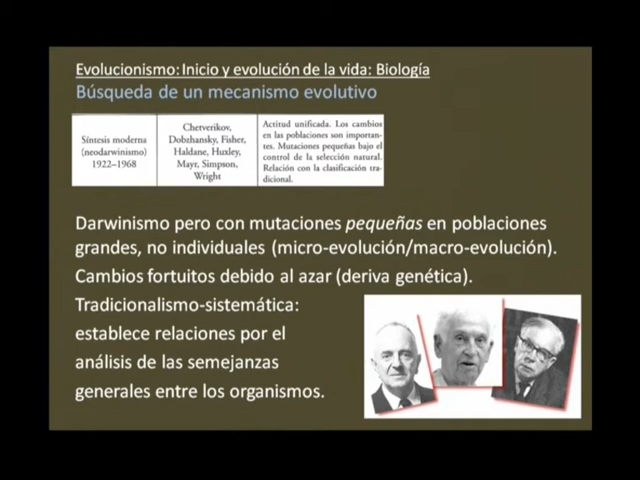 Evolucionismo: Inicio y evolución de la vida: Biología
Búsqueda de un mecanismo evolutivo
Síntesis moderna
(neodarwinismo)
1922–1968
Chetverikov,
Dobzhansky, Fisher,
Haldane, Huxley,
Mayr, Simpson,
Wright
Actitud unificada. Los cambios
en las poblaciones son importan-
tes. Mutaciones pequeñas bajo el
control de la selección natural.
Relación con la clasificación tra-
dicional.
Darwinismo pero con mutaciones pequeñas en poblaciones
grandes, no individuales (micro-evolución/macro-evolución).
Cambios fortuitos debido al azar (deriva genética).
Tradicionalismo-sistemática:
establece relaciones por el
análisis de las semejanzas
generales entre los organismos.